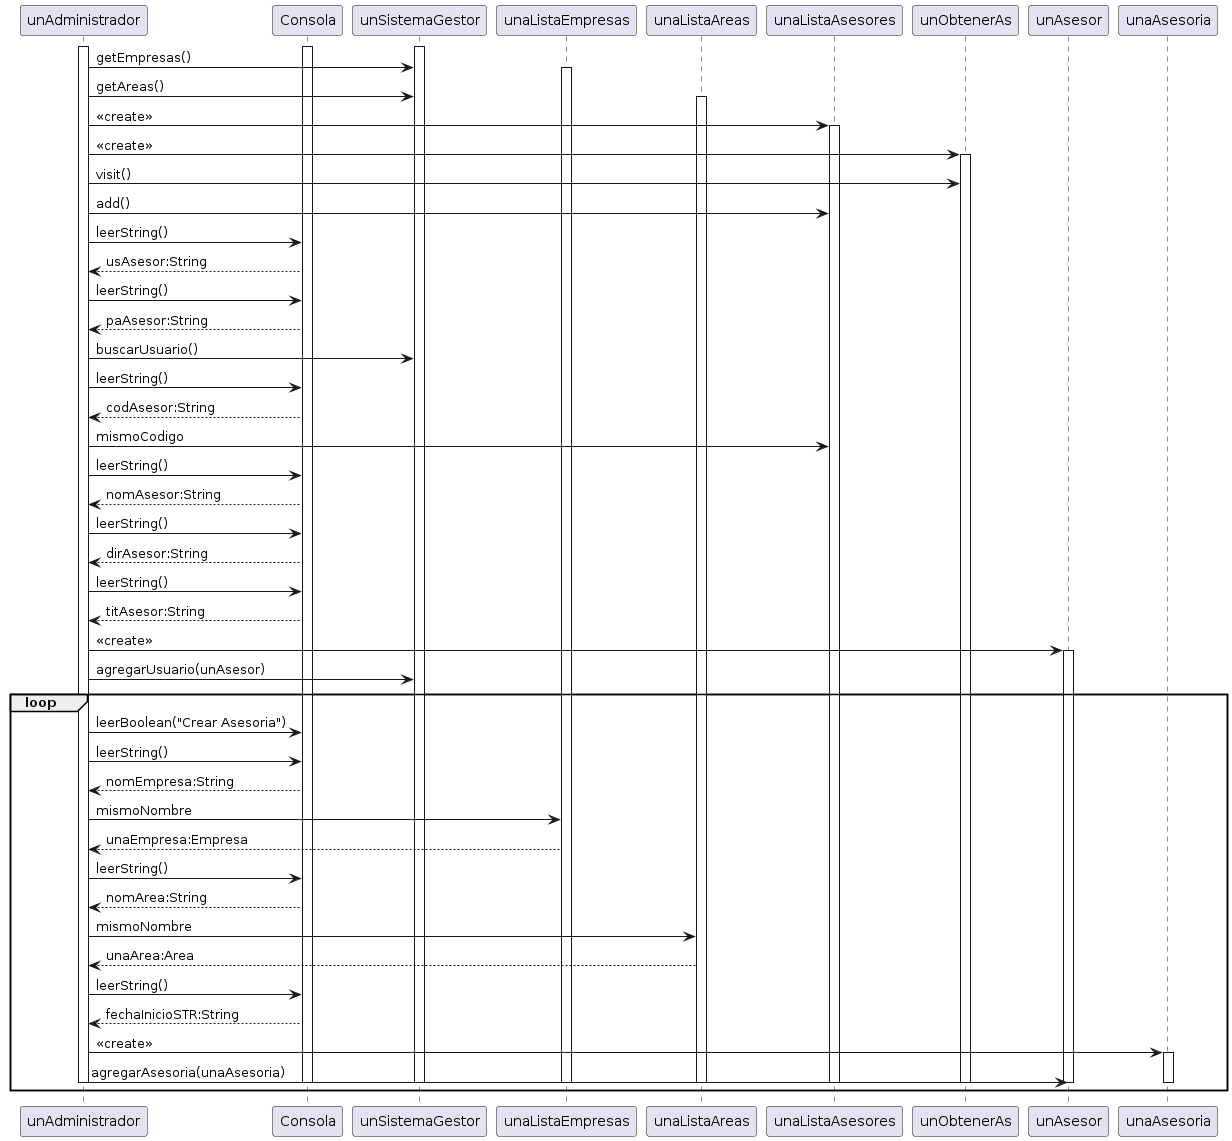 unAdministrador Consola unSistemaGestor unaListaEmpresas unaListaAreas unaListaAsesores unObtenerAs unAsesor unaAsesoria
getEmpresas()
getAreas()
«create»
«create»
visit()
add()
leerString()
usAsesor:String
leerString()
paAsesor:String
buscarUsuario()
leerString()
codAsesor:String
mismoCodigo
leerString()
nomAsesor:String
leerString()
dirAsesor:String
leerString()
titAsesor:String
«create»
agregarUsuario(unAsesor)
loop
leerBoolean("Crear Asesoria")
leerString()
nomEmpresa:String
mismoNombre
unaEmpresa:Empresa
leerString()
nomArea:String
mismoNombre
unaArea:Area
leerString()
fechaInicioSTR:String
«create»
agregarAsesoria(unaAsesoria)
unAdministrador Consola unSistemaGestor unaListaEmpresas unaListaAreas unaListaAsesores unObtenerAs unAsesor unaAsesoria